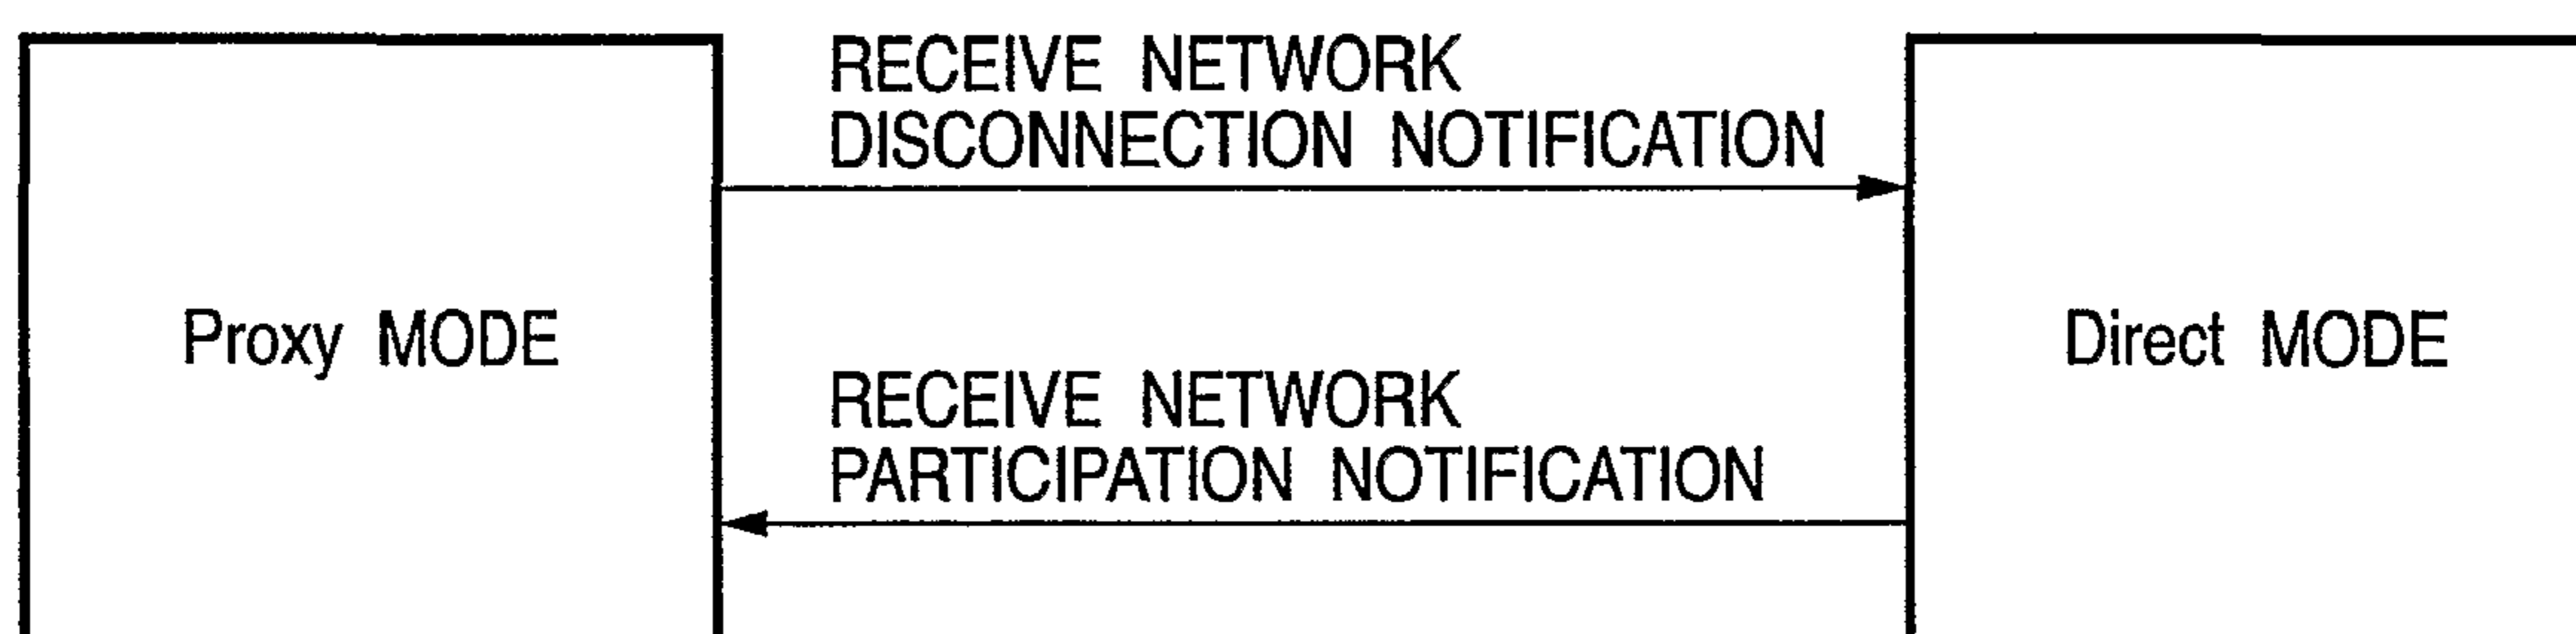 RECEIVE NETWORK
DISCONNECTION NOTIFICATION
Proxy MODE
Direct MODE
RECEIVE NETWORK
PARTICIPATION NOTIFICATION